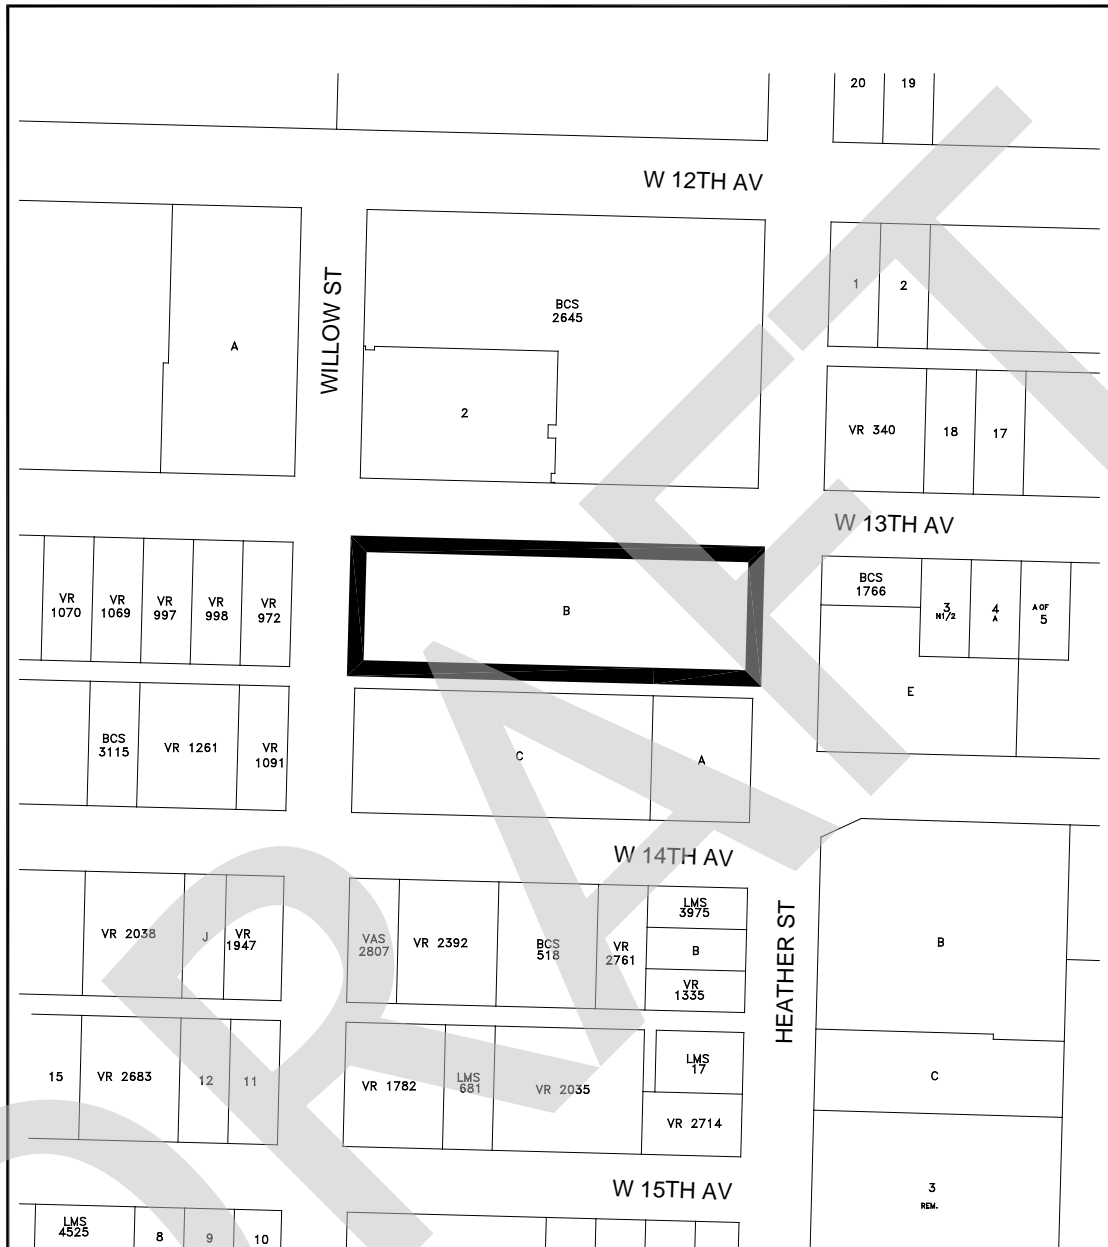 20
19
W 12TH AV
WILLOW ST
A
BCS
2645
2
1
2
VR 340
18
17
W 13TH AV
VR
1070
VR
1069
VR
997
VR
998
VR
972
B
BCS
1766
3
N1/2
4
A
A OF
5
E
BCS
3115
VR 1261
VR
1091
C
A
W 14TH AV
HEATHER ST
VR 2038
J
VR
1947
VAS
2807
VR 2392
BCS
518
VR
2761
LMS
3975
B
VR
1335
B
15
VR 2683
12
11
VR 1782
LMS
681
VR 2035
LMS
17
VR 2714
C
W 15TH AV
3
REM.
LMS
4525
8
9
10
DRAFT